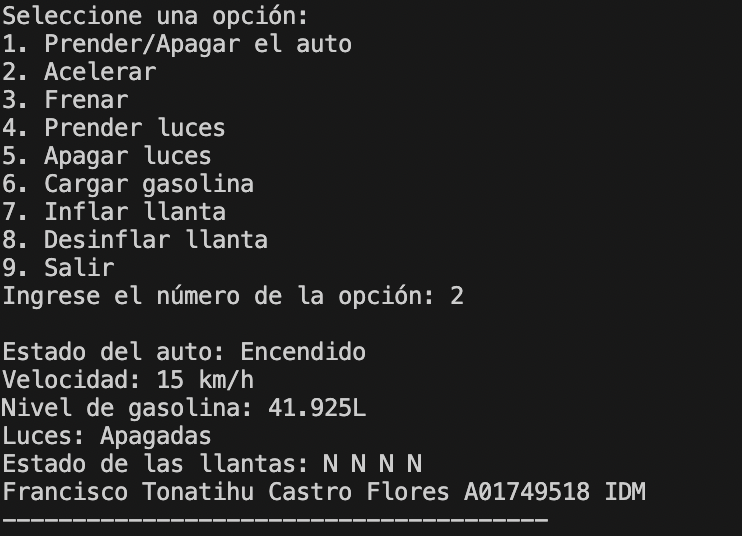 Seleccione una opción:
1. Prender/Apagar el auto
2. Acelerar
3. Frenar
4. Prender luces
5. Apagar luces
6. Cargar gasolina
7. Inflar llanta
8. Desinflar llanta
9. Salir
Ingrese el número de la opción: 2
Estado del auto: Encendido
Velocidad: 15 km/h
Nivel de gasolina: 41.925L
Luces: Apagadas
Estado de las llantas: N N N N
Francisco Tonatihu Castro Flores A01749518 IDM
---------------------------------------